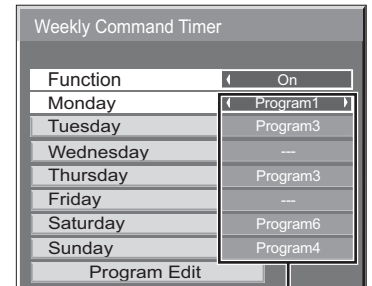 Weekly Command Timer
Function On
Monday Program1
Tuesday Program3
Wednesday ---
Thursday Program3
Friday ---
Saturday Program6
Sunday Program4
Program Edit